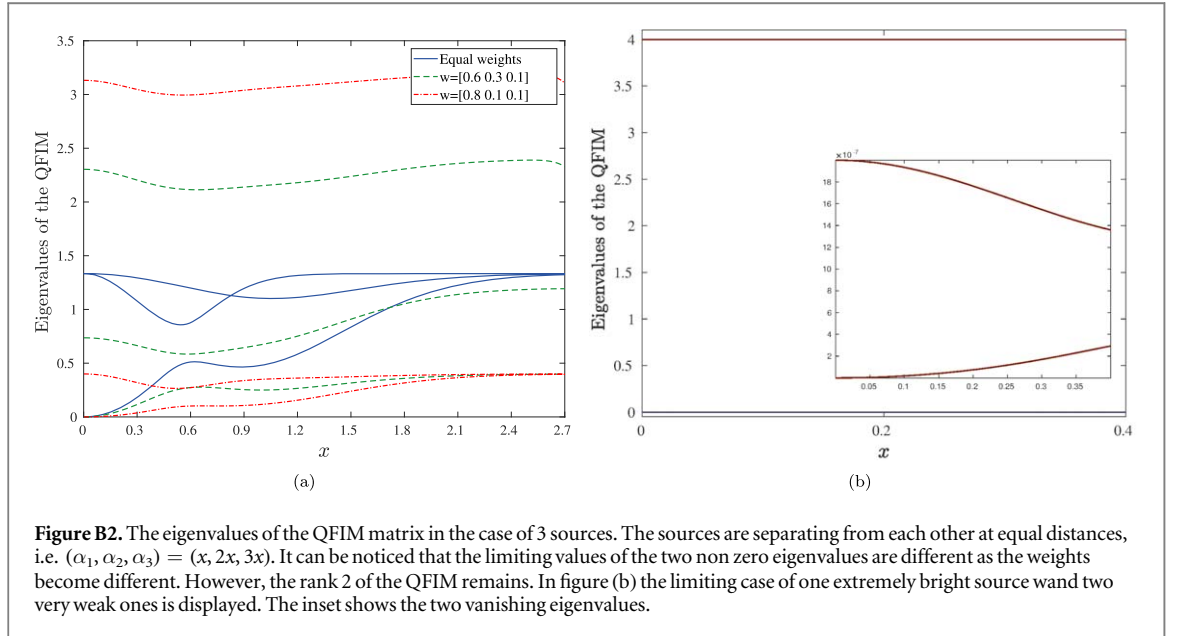 3.5
3
2.5
2
1.5
1
0.5
0
Eigenvalues of the QFIM
Equal weights
w=[0.6 0.3 0.1]
w=[0.8 0.1 0.1]
0 0.3 0.6 0.9 1.2 1.5 1.8 2.1 2.4 2.7
x
(a)
4
3.5
3
2.5
2
1.5
1
0.5
0
Eigenvalues of the QFIM
×10⁻⁷
18
16
14
12
10
8
6
4
2
0.05 0.1 0.15 0.2 0.25 0.3 0.35
0 0.2 0.4
x
(b)
Figure B2. The eigenvalues of the QFIM matrix in the case of 3 sources. The sources are separating from each other at equal distances,
i.e. (α₁, α₂, α₃) = (x, 2x, 3x). It can be noticed that the limiting values of the two non zero eigenvalues are different as the weights
become different. However, the rank 2 of the QFIM remains. In figure (b) the limiting case of one extremely bright source wand two
very weak ones is displayed. The inset shows the two vanishing eigenvalues.